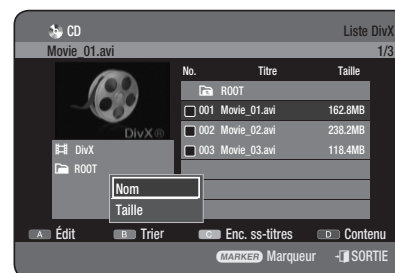 CD
Liste DivX
Movie_01.avi
1/3
No. Titre Taille
ROOT
001 Movie_01.avi 162.8MB
002 Movie_02.avi 238.2MB
003 Movie_03.avi 118.4MB
DivX®
DivX
ROOT
Nom
Taille
A Édit B Trier C Enc. ss-titres D Contenu
MARKER Marqueur SORTIE